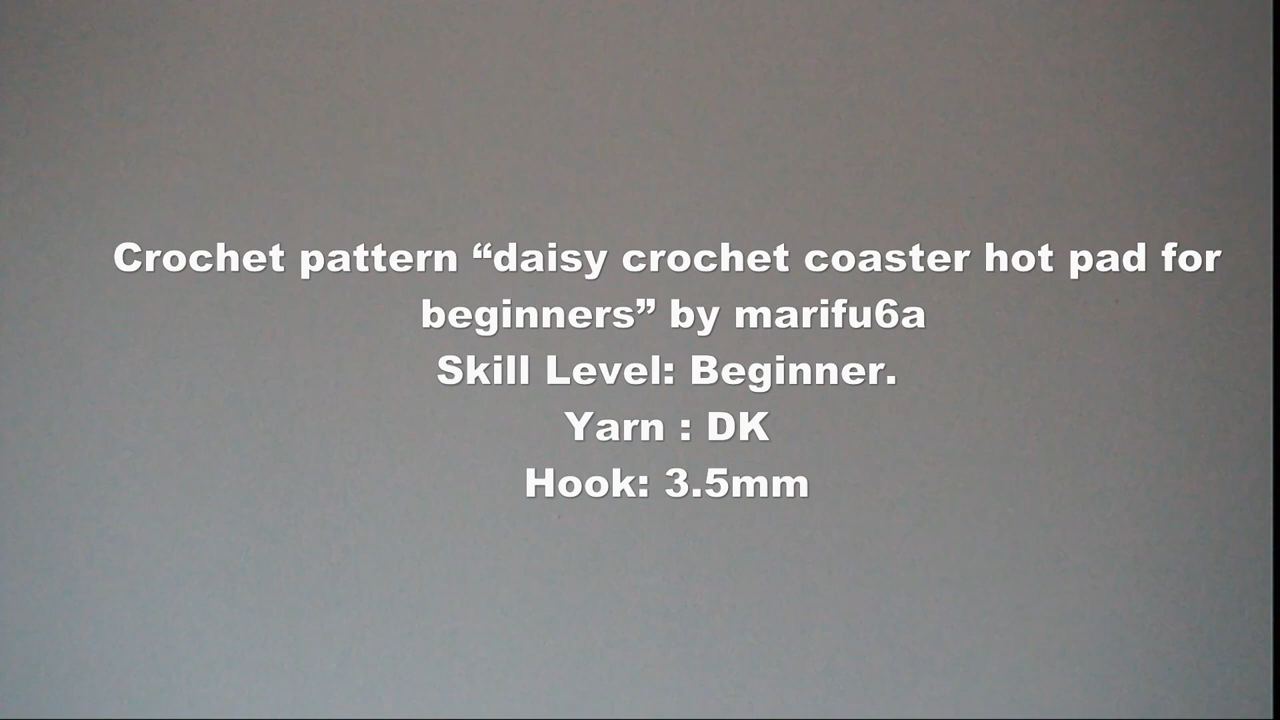 Crochet pattern “daisy crochet coaster hot pad for
beginners” by marifu6a
Skill Level: Beginner.
Yarn : DK
Hook: 3.5mm